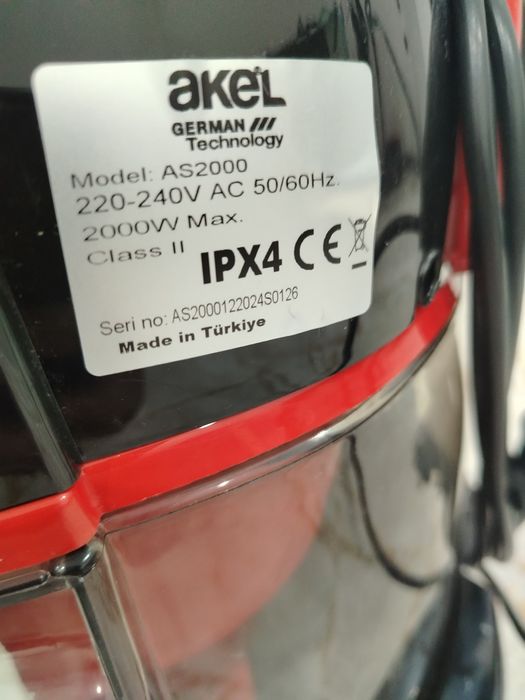 akel
GERMAN ///
Technology
Model: AS2000
220-240V AC 50/60Hz.
2000W Max.
Class II
IPX4 CE
Seri no: AS2000122024S0126
Made in Türkiye